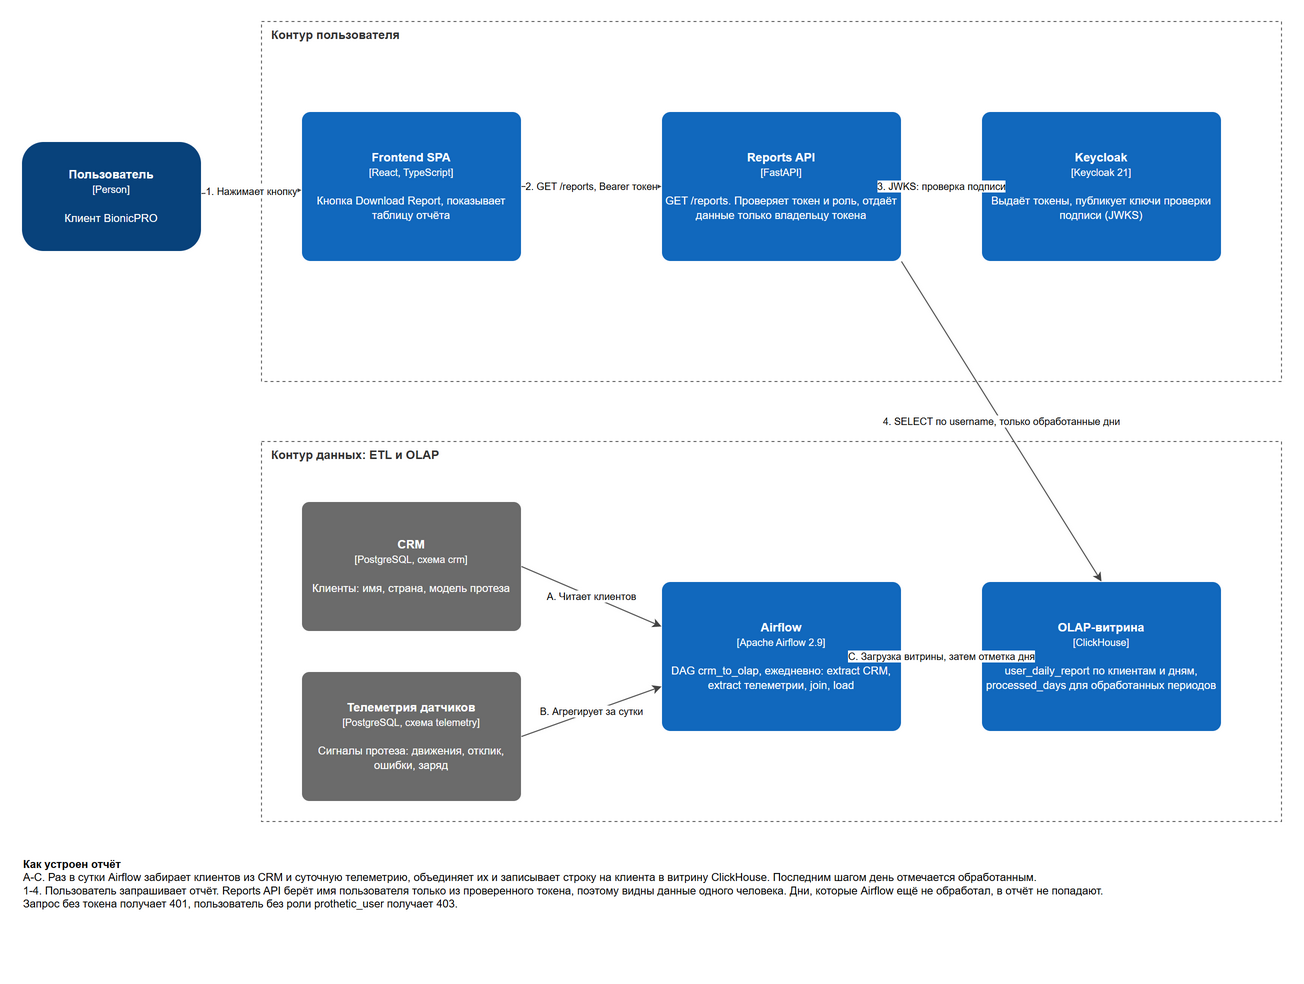 Контур пользователя
Пользователь
[Person]
Клиент BionicPRO
1. Нажимает кнопку
Frontend SPA
[React, TypeScript]
Кнопка Download Report, показывает
таблицу отчёта
2. GET /reports, Bearer токен
Reports API
[FastAPI]
GET /reports. Проверяет токен и роль, отдаёт
данные только владельцу токена
3. JWKS: проверка подписи
Keycloak
[Keycloak 21]
Выдаёт токены, публикует ключи проверки
подписи (JWKS)
4. SELECT по username, только обработанные дни
Контур данных: ETL и OLAP
CRM
[PostgreSQL, схема crm]
Клиенты: имя, страна, модель протеза
A. Читает клиентов
Телеметрия датчиков
[PostgreSQL, схема telemetry]
Сигналы протеза: движения, отклик,
ошибки, заряд
B. Агрегирует за сутки
Airflow
[Apache Airflow 2.9]
DAG crm_to_olap, ежедневно: extract CRM,
extract телеметрии, join, load
C. Загрузка витрины, затем отметка дня
OLAP-витрина
[ClickHouse]
user_daily_report по клиентам и дням,
processed_days для обработанных периодов
Как устроен отчёт
A-C. Раз в сутки Airflow забирает клиентов из CRM и суточную телеметрию, объединяет их и записывает строку на клиента в витрину ClickHouse. Последним шагом день отмечается обработанным.
1-4. Пользователь запрашивает отчёт. Reports API берёт имя пользователя только из проверенного токена, поэтому видны данные одного человека. Дни, которые Airflow ещё не обработал, в отчёт не попадают.
Запрос без токена получает 401, пользователь без роли prothetic_user получает 403.